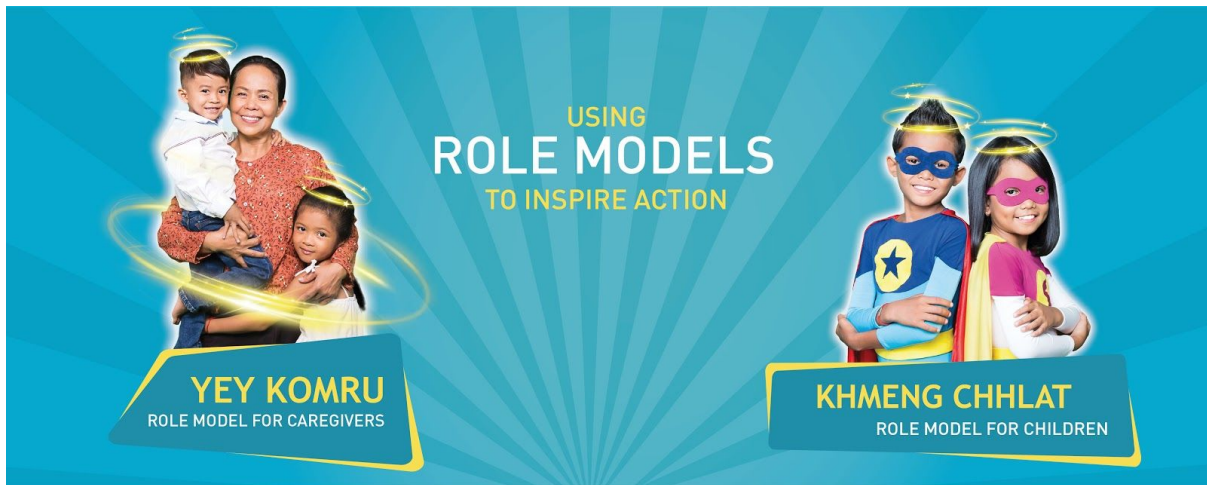 USING
ROLE MODELS
TO INSPIRE ACTION
YEY KOMRU
ROLE MODEL FOR CAREGIVERS
KHMENG CHHLAT
ROLE MODEL FOR CHILDREN